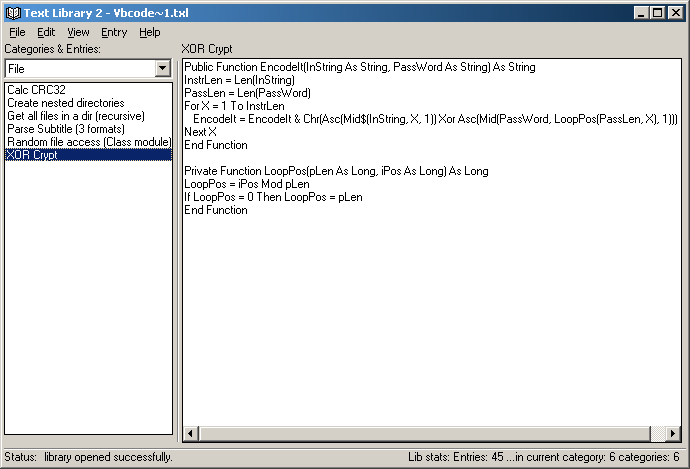 Text Library 2 - Vbcode~1.txl
File Edit View Entry Help
Categories & Entries:
File
Calc CRC32
Create nested directories
Get all files in a dir (recursive)
Parse Subtitle (3 formats)
Random file access (Class module)
XOR Crypt
XOR Crypt
Public Function EncodeIt(InString As String, PassWord As String) As String
InstrLen = Len(InString)
PassLen = Len(PassWord)
For X = 1 To InstrLen
EncodeIt = EncodeIt & Chr(Asc(Mid$(InString, X, 1)) Xor Asc(Mid(PassWord, LoopPos(PassLen, X), 1)))
Next X
End Function
Private Function LoopPos(pLen As Long, iPos As Long) As Long
LoopPos = iPos Mod pLen
If LoopPos = 0 Then LoopPos = pLen
End Function
Status: library opened successfully.
Lib stats: Entries: 45 ...in current category: 6 categories: 6